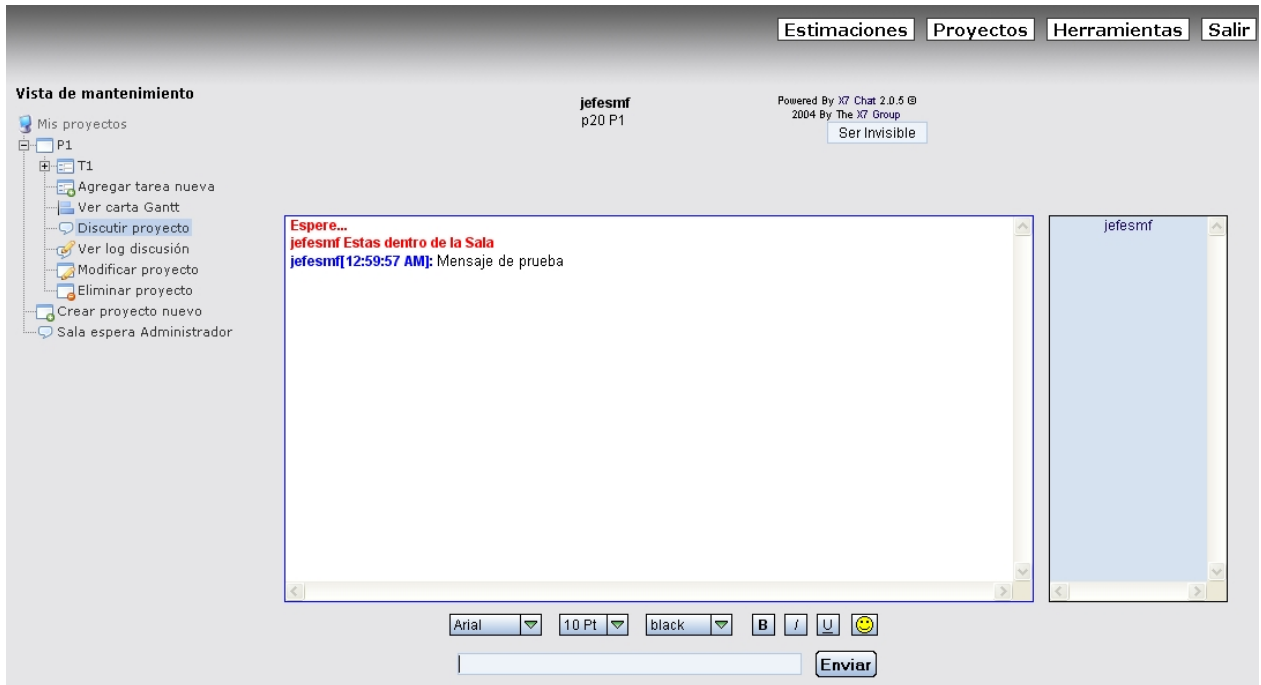 Estimaciones Proyectos Herramientas Salir
Vista de mantenimiento
Mis proyectos
P1
T1
Agregar tarea nueva
Ver carta Gantt
Discutir proyecto
Ver log discusión
Modificar proyecto
Eliminar proyecto
Crear proyecto nuevo
Sala espera Administrador
jefesmf
p20 P1
Powered By X7 Chat 2.0.5 ©
2004 By The X7 Group
Ser Invisible
Espere...
jefesmf Estas dentro de la Sala
jefesmf[12:59:57 AM]: Mensaje de prueba
jefesmf
Arial 10 Pt black B I U
Enviar